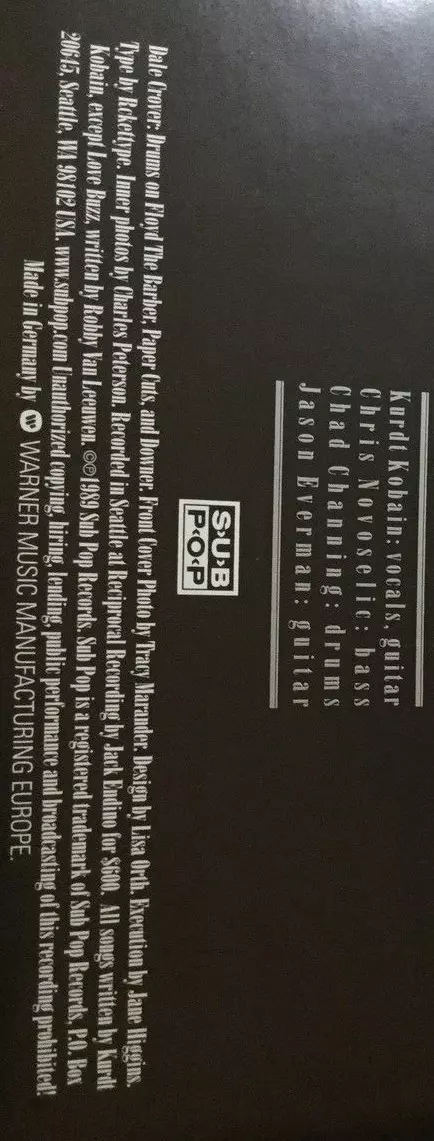 Kurdt Kobain: vocals, guitar
Chris Novoselic: bass
Chad Channing: drums
Jason Everman: guitar
S•U•B
P•O•P
Dale Crover: Drums on Floyd The Barber, Paper Cuts, and Downer. Front Cover Photo by Tracy Marander. Design by Lisa Orth. Execution by Jane Higgins.
Type by Rckettype. Inner photos by Charles Peterson. Recorded in Seattle at Reciprocal Recording by Jack Endino for $600. All songs written by Kurdt
Kobain, except Love Buzz, written by Robby Van Leeuwen. ©℗1989 Sub Pop Records. Sub Pop is a registered trademark of Sub Pop Records, P.O. Box
20645, Seattle, WA 98102 USA. www.subpop.com Unauthorized copying, hiring, lending, public performance and broadcasting of this recording prohibited!
Made in Germany by WARNER MUSIC MANUFACTURING EUROPE.